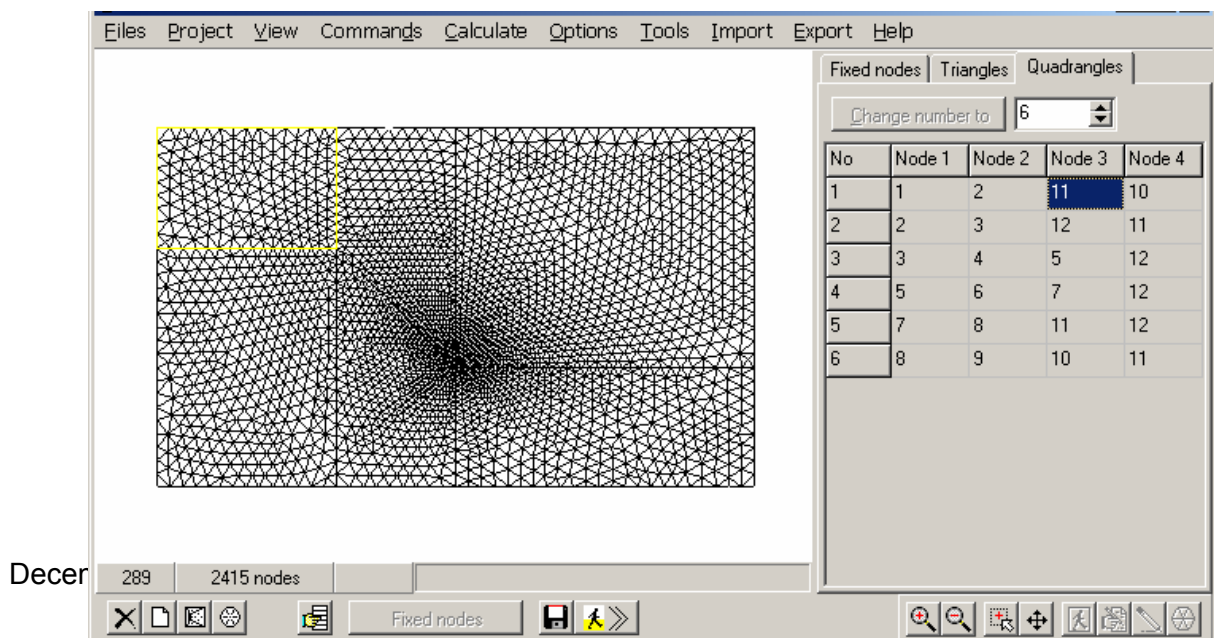 Files Project View Commands Calculate Options Tools Import Export Help
Fixed nodes Triangles Quadrangles
Change number to 6
No Node 1 Node 2 Node 3 Node 4
1 1 2 11 10
2 2 3 12 11
3 3 4 5 12
4 5 6 7 12
5 7 8 11 12
6 8 9 10 11
289 2415 nodes
Fixed nodes